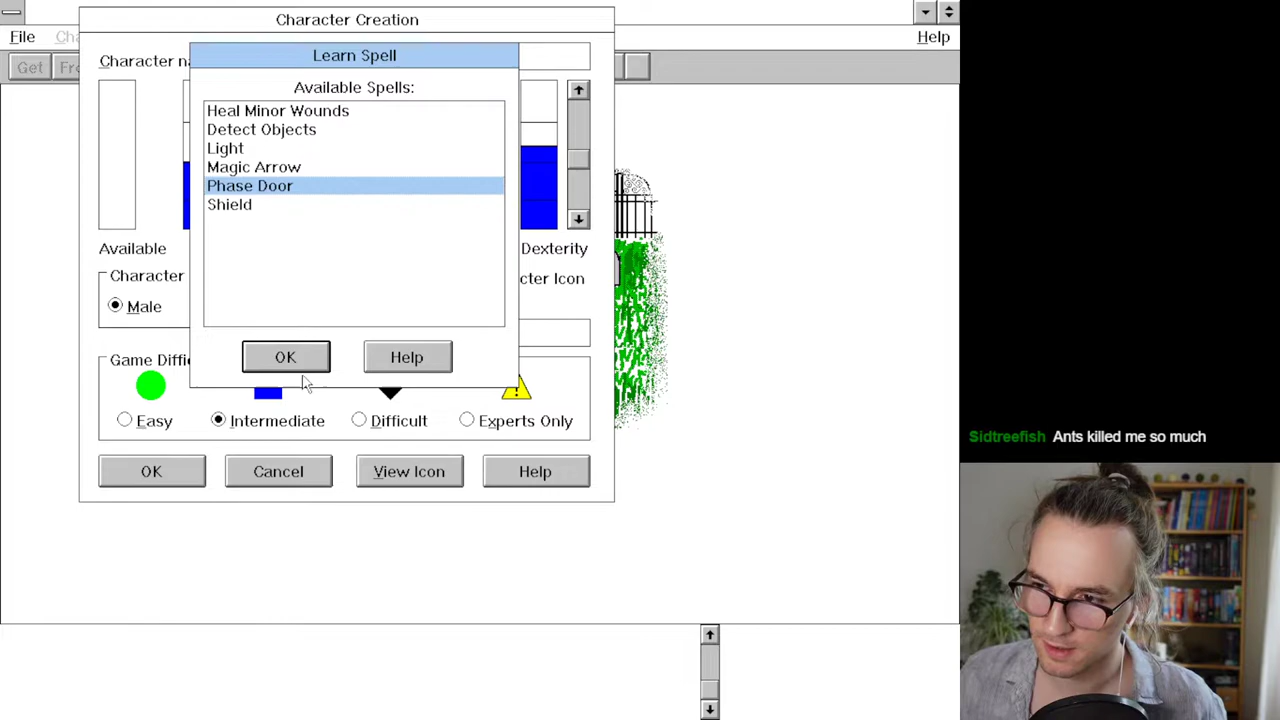 Character Creation
File
Help
Get
Character na
Learn Spell
Available Spells:
Heal Minor Wounds
Detect Objects
Light
Magic Arrow
Phase Door
Shield
Available
Dexterity
Character
cter Icon
Male
OK
Help
Game Diffic
Easy
Intermediate
Difficult
Experts Only
OK
Cancel
View Icon
Help
Sidtreefish Ants killed me so much